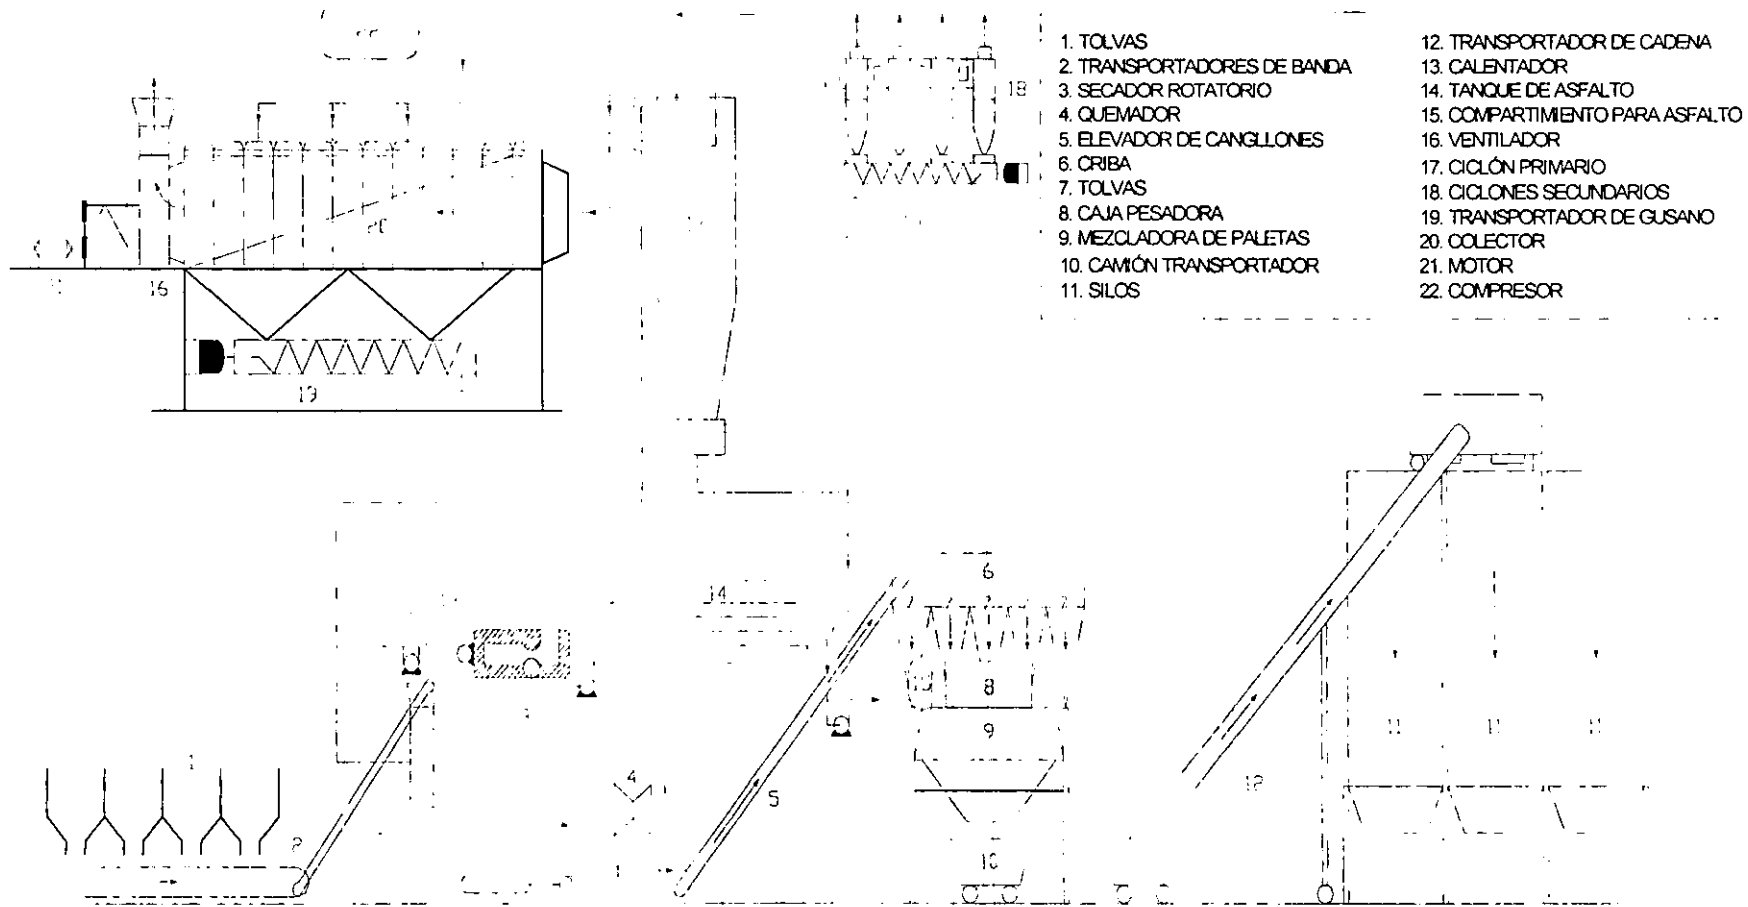 1. TOLVAS
2. TRANSPORTADORES DE BANDA
3. SECADOR ROTATORIO
4. QUEMADOR
5. ELEVADOR DE CANGLLONES
6. CRIBA
7. TOLVAS
8. CAJA PESADORA
9. MEZCLADORA DE PALETAS
10. CAMIÓN TRANSPORTADOR
11. SILOS
12. TRANSPORTADOR DE CADENA
13. CALENTADOR
14. TANQUE DE ASFALTO
15. COMPARTIMIENTO PARA ASFALTO
16. VENTILADOR
17. CICLÓN PRIMARIO
18. CICLONES SECUNDARIOS
19. TRANSPORTADOR DE GUSANO
20. COLECTOR
21. MOTOR
22. COMPRESOR
18
20
16
19
6
14
8
9
11 11 11
1
4
5
12
2
10